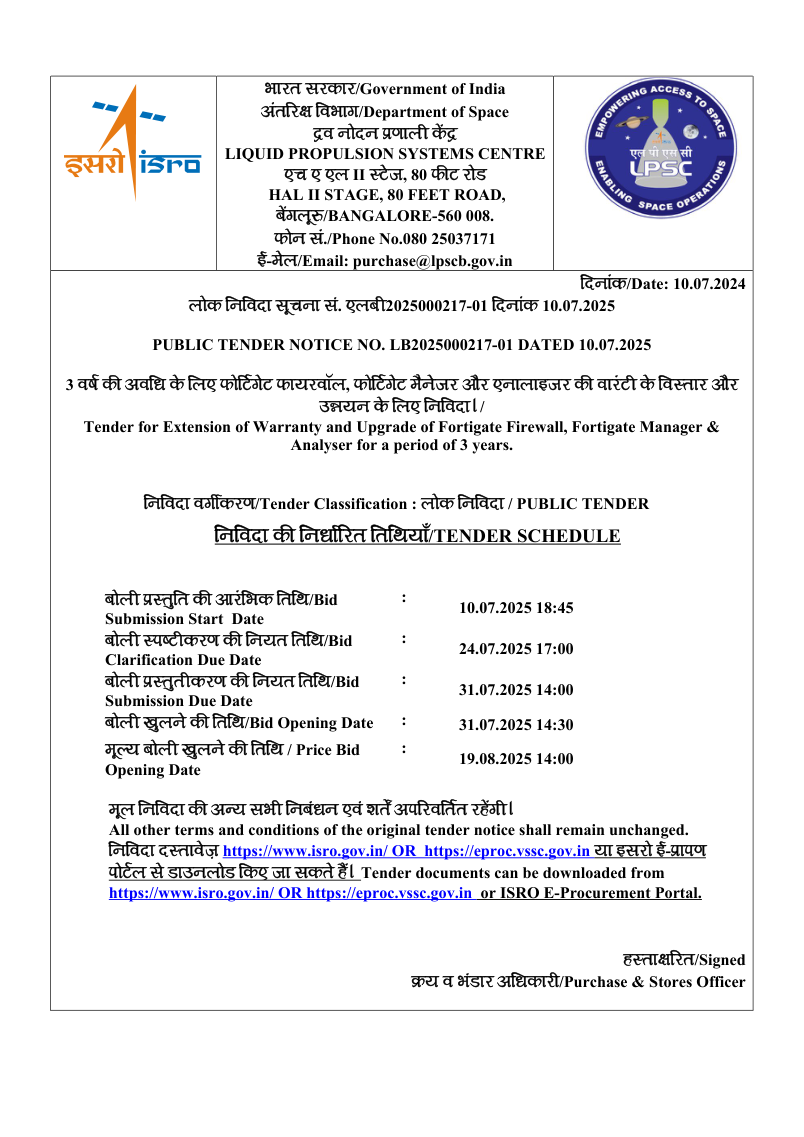 इसरो isro
भारत सरकार/Government of India
अंतरिक्ष विभाग/Department of Space
द्रव नोदन प्रणाली केंद्र
LIQUID PROPULSION SYSTEMS CENTRE
एच ए एल II स्टेज, 80 फीट रोड
HAL II STAGE, 80 FEET ROAD,
बेंगलूरु/BANGALORE-560 008.
फोन सं./Phone No.080 25037171
ई-मेल/Email: purchase@lpscb.gov.in
EMPOWERING ACCESS TO SPACE
एल पी एस सी
LPSC
ENABLING SPACE OPERATIONS
दिनांक/Date: 10.07.2024
लोक निविदा सूचना सं. एलबी2025000217-01 दिनांक 10.07.2025
PUBLIC TENDER NOTICE NO. LB2025000217-01 DATED 10.07.2025
3 वर्ष की अवधि के लिए फोर्टिगेट फायरवॉल, फोर्टिगेट मैनेजर और एनालाइजर की वारंटी के विस्तार और
उन्नयन के लिए निविदा। /
Tender for Extension of Warranty and Upgrade of Fortigate Firewall, Fortigate Manager &
Analyser for a period of 3 years.
निविदा वर्गीकरण/Tender Classification : लोक निविदा / PUBLIC TENDER
निविदा की निर्धारित तिथियाँ/TENDER SCHEDULE
बोली प्रस्तुति की आरंभिक तिथि/Bid : 10.07.2025 18:45
Submission Start Date
बोली स्पष्टीकरण की नियत तिथि/Bid : 24.07.2025 17:00
Clarification Due Date
बोली प्रस्तुतीकरण की नियत तिथि/Bid : 31.07.2025 14:00
Submission Due Date
बोली खुलने की तिथि/Bid Opening Date : 31.07.2025 14:30
मूल्य बोली खुलने की तिथि / Price Bid : 19.08.2025 14:00
Opening Date
मूल निविदा की अन्य सभी निबंधन एवं शर्तें अपरिवर्तित रहेंगी।
All other terms and conditions of the original tender notice shall remain unchanged.
निविदा दस्तावेज़ https://www.isro.gov.in/ OR https://eproc.vssc.gov.in या इसरो ई-प्रापण
पोर्टल से डाउनलोड किए जा सकते हैं। Tender documents can be downloaded from
https://www.isro.gov.in/ OR https://eproc.vssc.gov.in or ISRO E-Procurement Portal.
हस्ताक्षरित/Signed
क्रय व भंडार अधिकारी/Purchase & Stores Officer